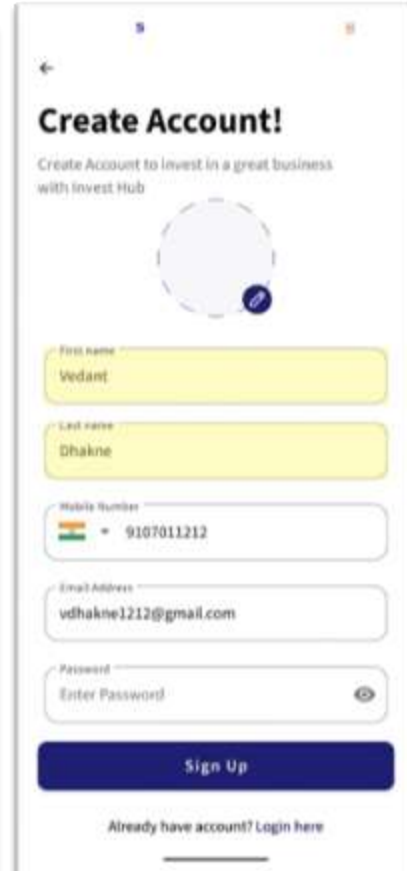 Create Account!
Create Account to invest in a great business
with Invest Hub
First name
Vedant
Last name
Dhakne
Mobile Number
9107011212
Email Address
vdhakne1212@gmail.com
Password
Enter Password
Sign Up
Already have account? Login here